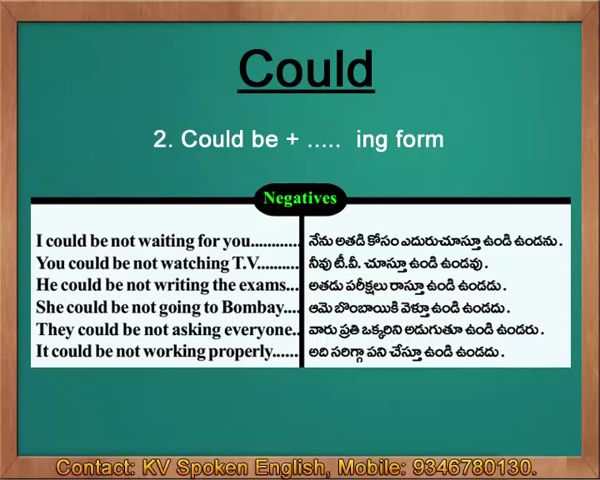 Could
2. Could be + ..... ing form
Negatives
I could be not waiting for you............ నేను అతడి కోసం ఎదురుచూస్తూ ఉండి ఉండను.
You could be not watching T.V.......... నీవు టీ.వీ. చూస్తూ ఉండి ఉండవు.
He could be not writing the exams... అతడు పరీక్షలు రాస్తూ ఉండి ఉండడు.
She could be not going to Bombay.... ఆమె బొంబాయికి వెళ్తూ ఉండి ఉండదు.
They could be not asking everyone.. వారు ప్రతి ఒక్కరిని అడుగుతూ ఉండి ఉండరు.
It could be not working properly...... అది సరిగ్గా పని చేస్తూ ఉండి ఉండదు.
Contact: KV Spoken English, Mobile: 9346780130.